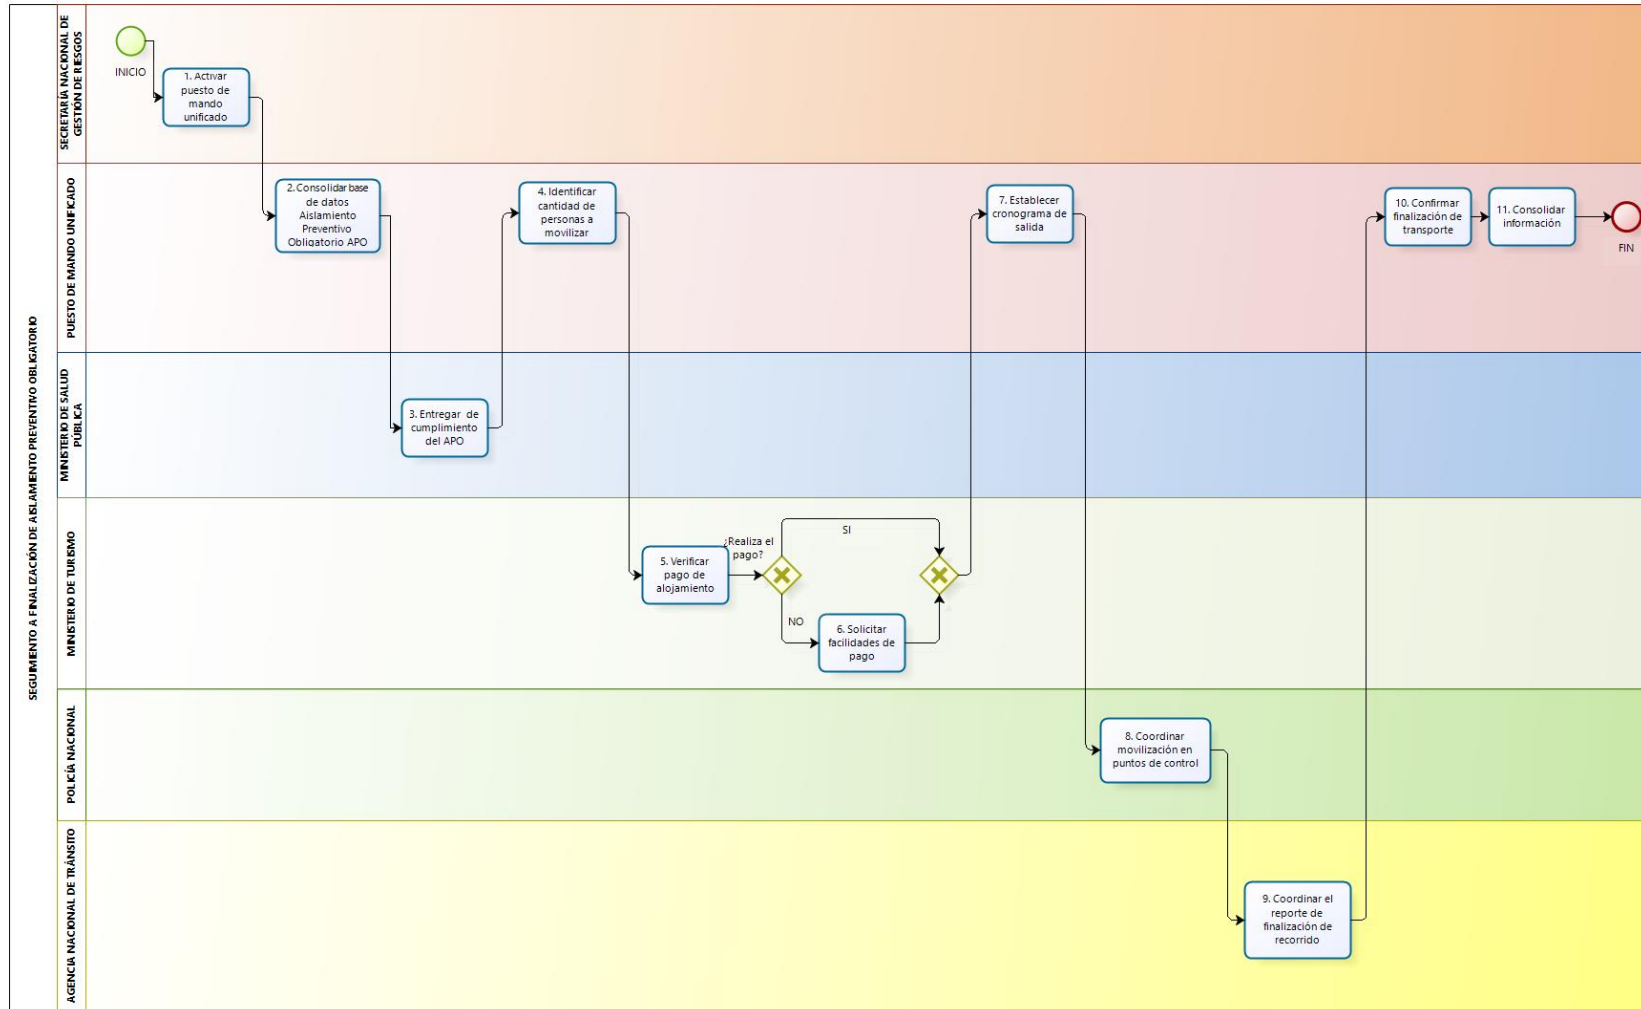 SEGUIMIENTO A FINALIZACIÓN DE AISLAMIENTO PREVENTIVO OBLIGATORIO
SECRETARÍA NACIONAL DE
GESTIÓN DE RIESGOS
INICIO
1. Activar
puesto de
mando
unificado
PUESTO DE MANDO UNIFICADO
2. Consolidar base
de datos
Aislamiento
Preventivo
Obligatorio APO
4. Identificar
cantidad de
personas a
movilizar
7. Establecer
cronograma de
salida
10. Confirmar
finalización de
transporte
11. Consolidar
información
FIN
MINISTERIO DE SALUD
PÚBLICA
3. Entregar de
cumplimiento
del APO
MINISTERIO DE TURISMO
5. Verificar
pago de
alojamiento
¿Realiza el
pago?
SI
NO
6. Solicitar
facilidades de
pago
POLICÍA NACIONAL
8. Coordinar
movilización en
puntos de control
AGENCIA NACIONAL DE TRÁNSITO
9. Coordinar el
reporte de
finalización de
recorrido